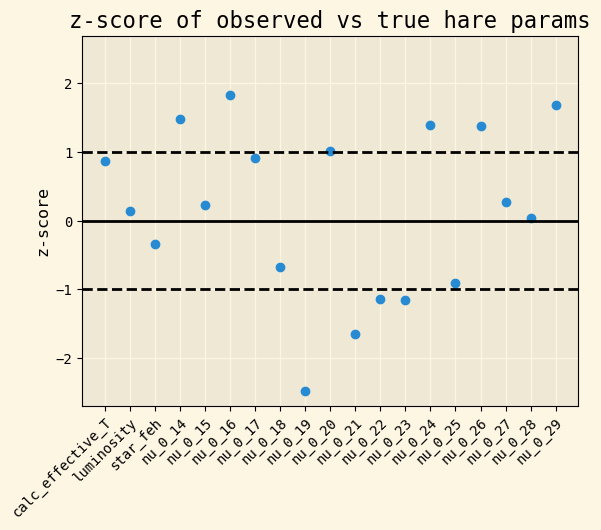 z-score of observed vs true hare params
z-score
2
1
0
−1
−2
calc_effective_T
luminosity
star_feh
nu_0_14
nu_0_15
nu_0_16
nu_0_17
nu_0_18
nu_0_19
nu_0_20
nu_0_21
nu_0_22
nu_0_23
nu_0_24
nu_0_25
nu_0_26
nu_0_27
nu_0_28
nu_0_29